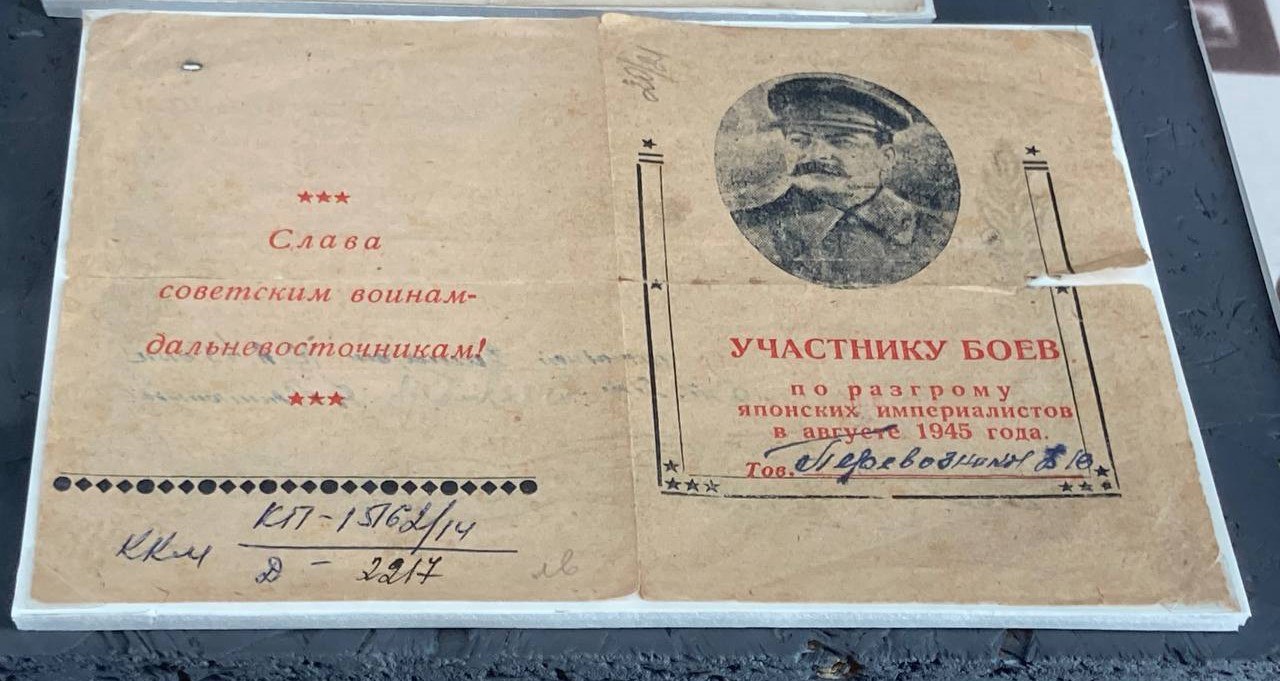 ★★★
Слава
советским воинам-
дальневосточникам!
★★★
ККМ КП-15162/14
Д - 2217
УЧАСТНИКУ БОЕВ
по разгрому
японских империалистов
в августе 1945 года.
Тов.